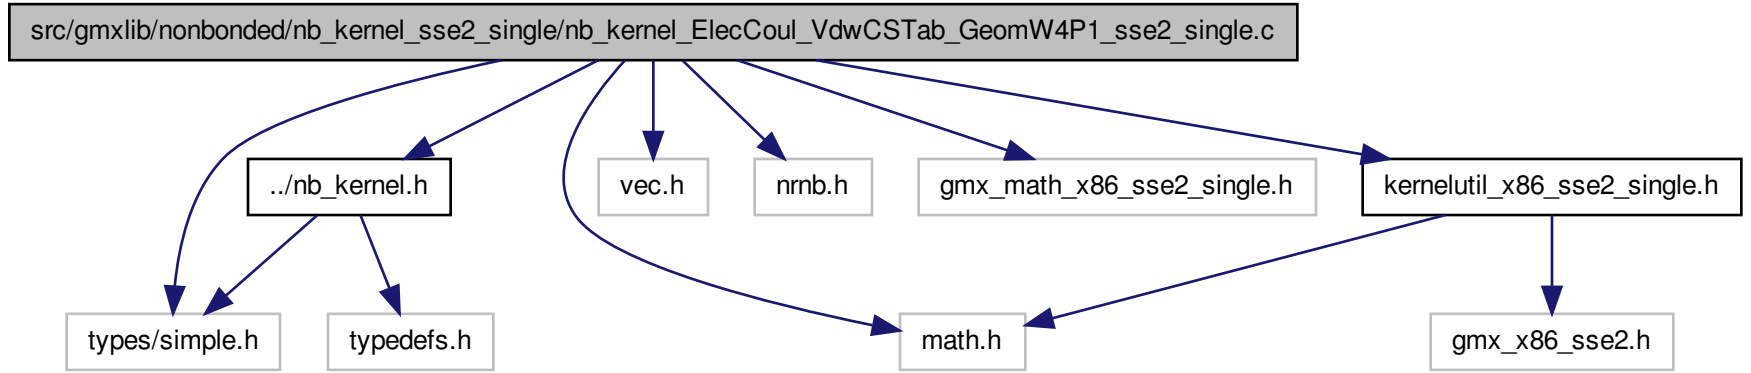 src/gmxlib/nonbonded/nb_kernel_sse2_single/nb_kernel_ElecCoul_VdwCSTab_GeomW4P1_sse2_single.c
../nb_kernel.h
vec.h
nrnb.h
gmx_math_x86_sse2_single.h
kernelutil_x86_sse2_single.h
types/simple.h
typedefs.h
math.h
gmx_x86_sse2.h